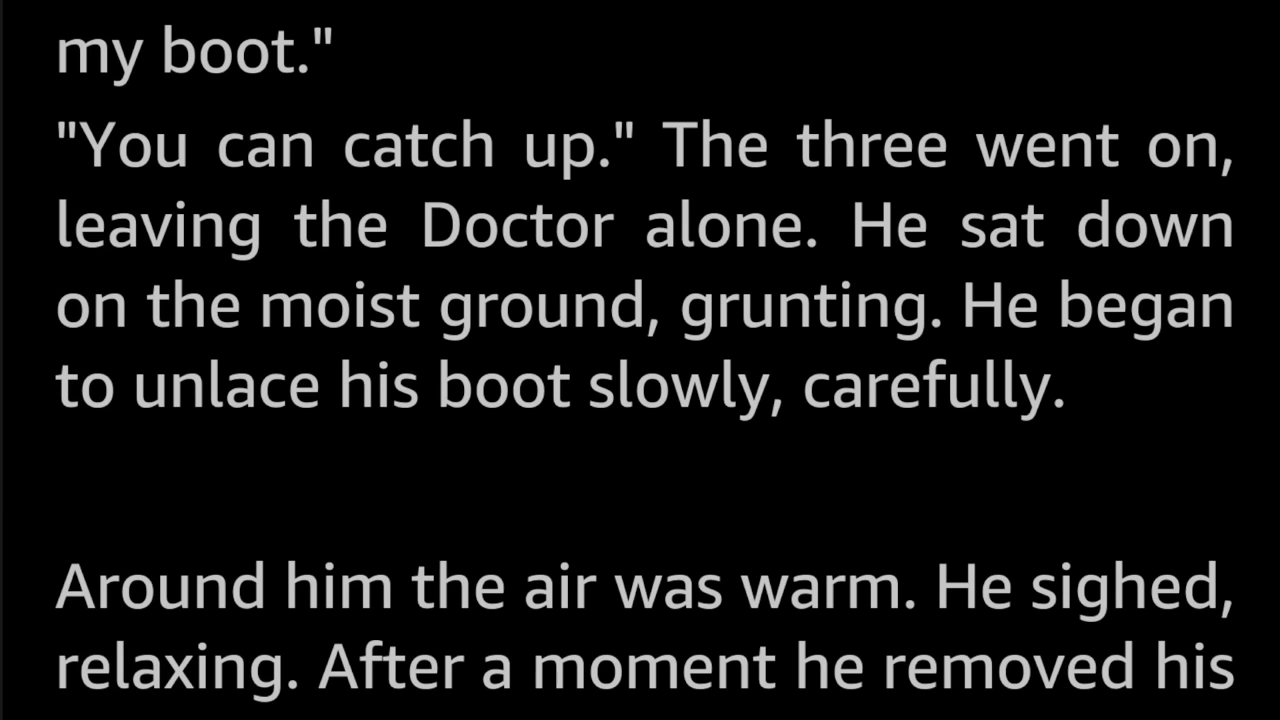 my boot."
"You can catch up." The three went on,
leaving the Doctor alone. He sat down
on the moist ground, grunting. He began
to unlace his boot slowly, carefully.
Around him the air was warm. He sighed,
relaxing. After a moment he removed his